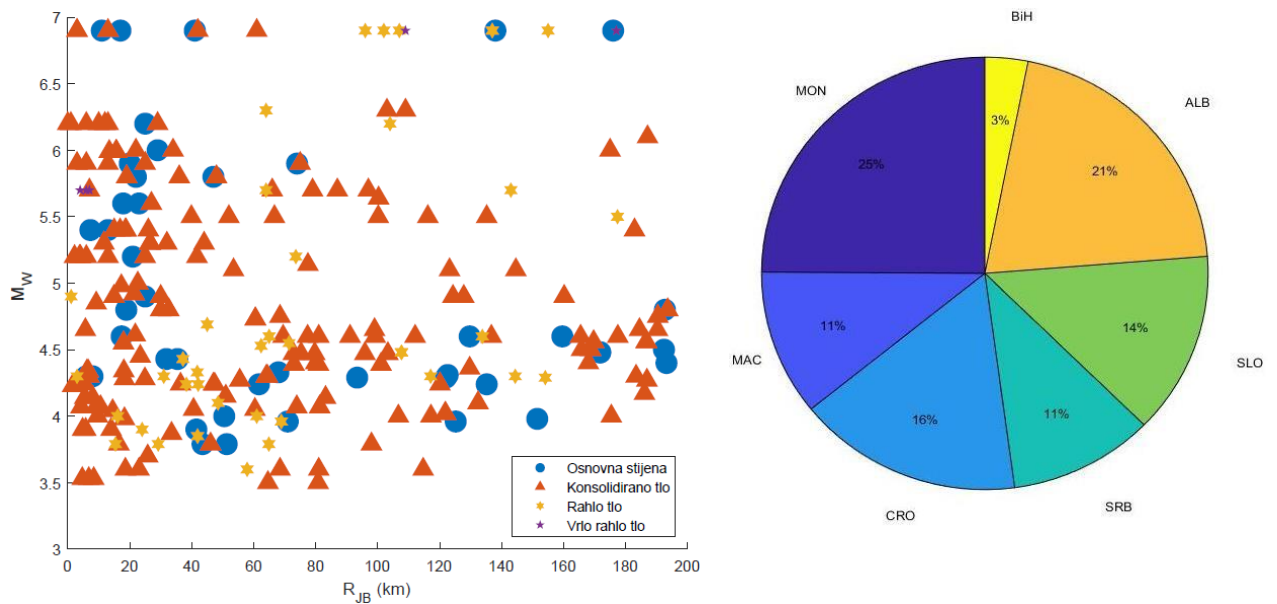 7
6.5
6
5.5
5
4.5
4
3.5
3
M_W
0 20 40 60 80 100 120 140 160 180 200
R_JB (km)
Osnovna stijena
Konsolidirano tlo
Rahlo tlo
Vrlo rahlo tlo
BiH
MON
ALB
3%
25%
21%
11%
14%
MAC
SLO
16%
11%
CRO
SRB